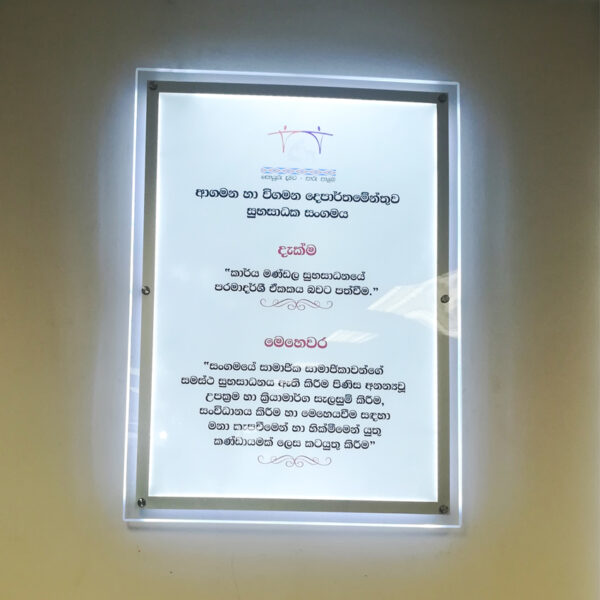 ආගමන හා විගමන දෙපාර්තමේන්තුව
සුභසාධක සංගමය
දැක්ම
“කාර්ය මණ්ඩල සුභසාධනයේ
පරමාදර්ශී ඒකකය බවට පත්වීම.”
මෙහෙවර
“සංගමයේ සාමාජික සාමාජිකාවන්ගේ
සමස්ථ සුභසාධනය ඇති කිරීම පිණිස අනන්‍යවූ
උපක්‍රම හා ක්‍රියාමාර්ග සැලසුම් කිරීම,
සංවිධානය කිරීම හා මෙහෙයවීම සඳහා
මනා කැපවීමෙන් හා හික්මීමෙන් යුතු
කණ්ඩායමක් ලෙස කටයුතු කිරීම”